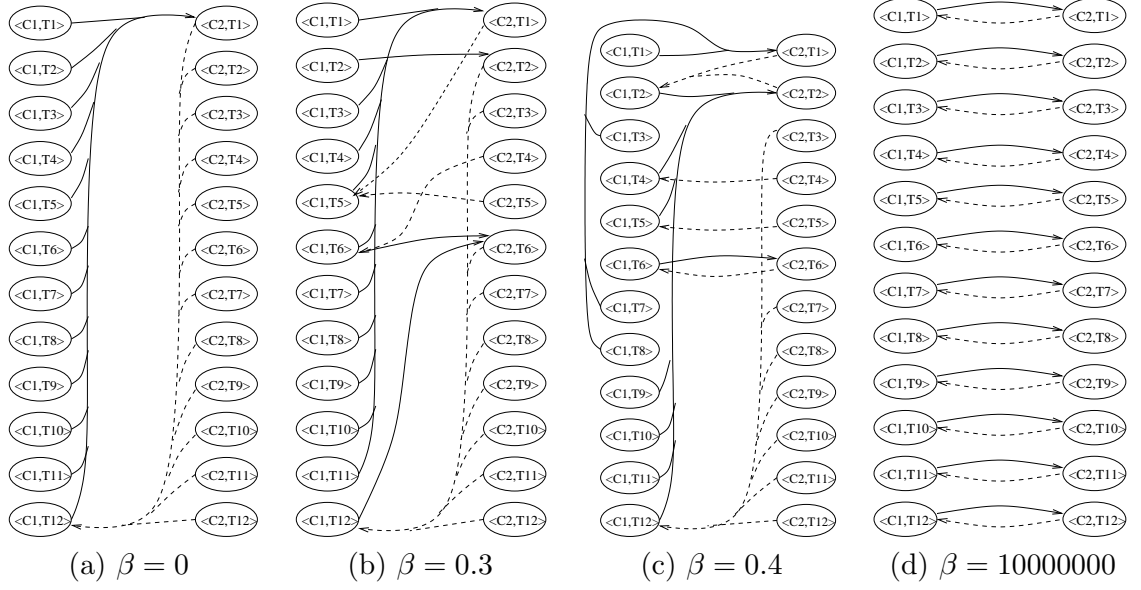 <C1,T1> <C2,T1>
<C1,T2> <C2,T2>
<C1,T3> <C2,T3>
<C1,T4> <C2,T4>
<C1,T5> <C2,T5>
<C1,T6> <C2,T6>
<C1,T7> <C2,T7>
<C1,T8> <C2,T8>
<C1,T9> <C2,T9>
<C1,T10> <C2,T10>
<C1,T11> <C2,T11>
<C1,T12> <C2,T12>
(a) β = 0
<C1,T1> <C2,T1>
<C1,T2> <C2,T2>
<C1,T3> <C2,T3>
<C1,T4> <C2,T4>
<C1,T5> <C2,T5>
<C1,T6> <C2,T6>
<C1,T7> <C2,T7>
<C1,T8> <C2,T8>
<C1,T9> <C2,T9>
<C1,T10> <C2,T10>
<C1,T11> <C2,T11>
<C1,T12> <C2,T12>
(b) β = 0.3
<C1,T1> <C2,T1>
<C1,T2> <C2,T2>
<C1,T3> <C2,T3>
<C1,T4> <C2,T4>
<C1,T5> <C2,T5>
<C1,T6> <C2,T6>
<C1,T7> <C2,T7>
<C1,T8> <C2,T8>
<C1,T9> <C2,T9>
<C1,T10> <C2,T10>
<C1,T11> <C2,T11>
<C1,T12> <C2,T12>
(c) β = 0.4
<C1,T1> <C2,T1>
<C1,T2> <C2,T2>
<C1,T3> <C2,T3>
<C1,T4> <C2,T4>
<C1,T5> <C2,T5>
<C1,T6> <C2,T6>
<C1,T7> <C2,T7>
<C1,T8> <C2,T8>
<C1,T9> <C2,T9>
<C1,T10> <C2,T10>
<C1,T11> <C2,T11>
<C1,T12> <C2,T12>
(d) β = 10000000